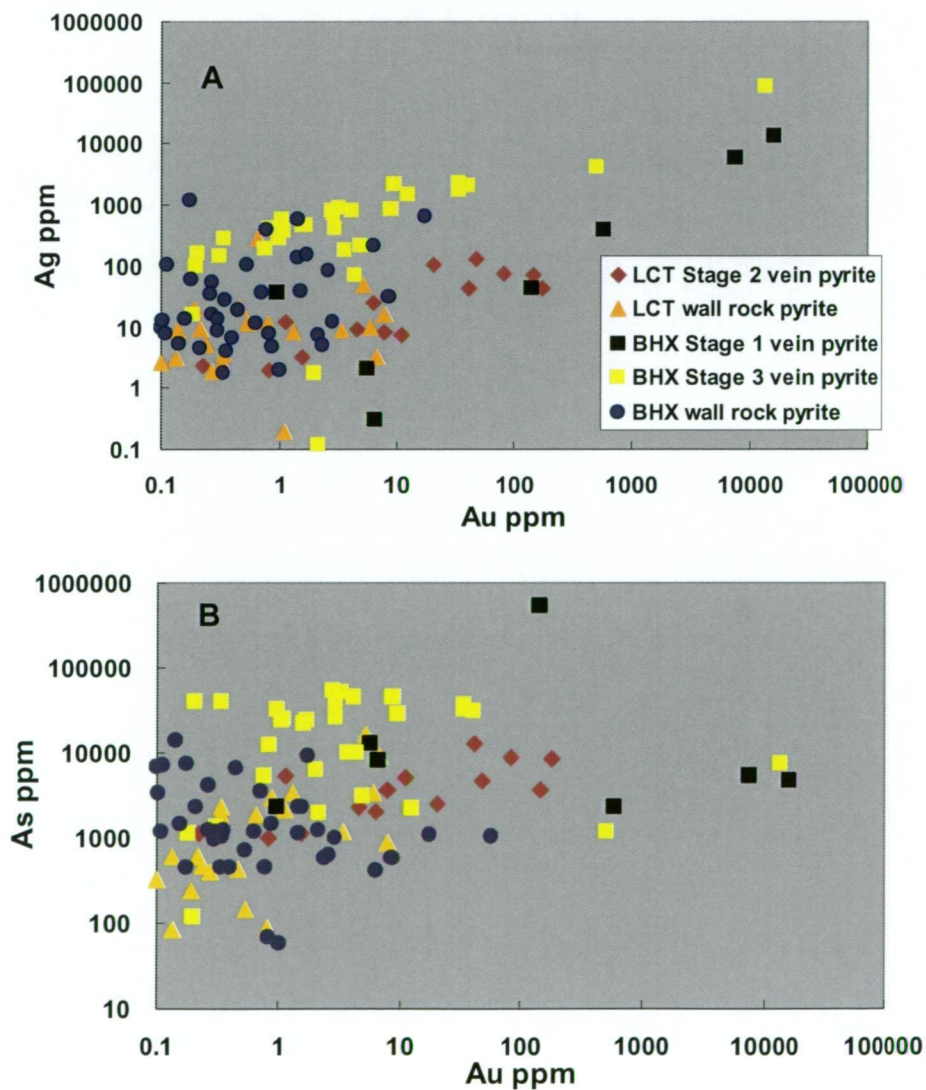 1000000
A
100000
10000
1000
100
10
1
0.1
Ag ppm
LCT Stage 2 vein pyrite
LCT wall rock pyrite
BHX Stage 1 vein pyrite
BHX Stage 3 vein pyrite
BHX wall rock pyrite
0.1 1 10 100 1000 10000 100000
Au ppm
1000000
B
100000
10000
1000
100
10
As ppm
0.1 1 10 100 1000 10000 100000
Au ppm